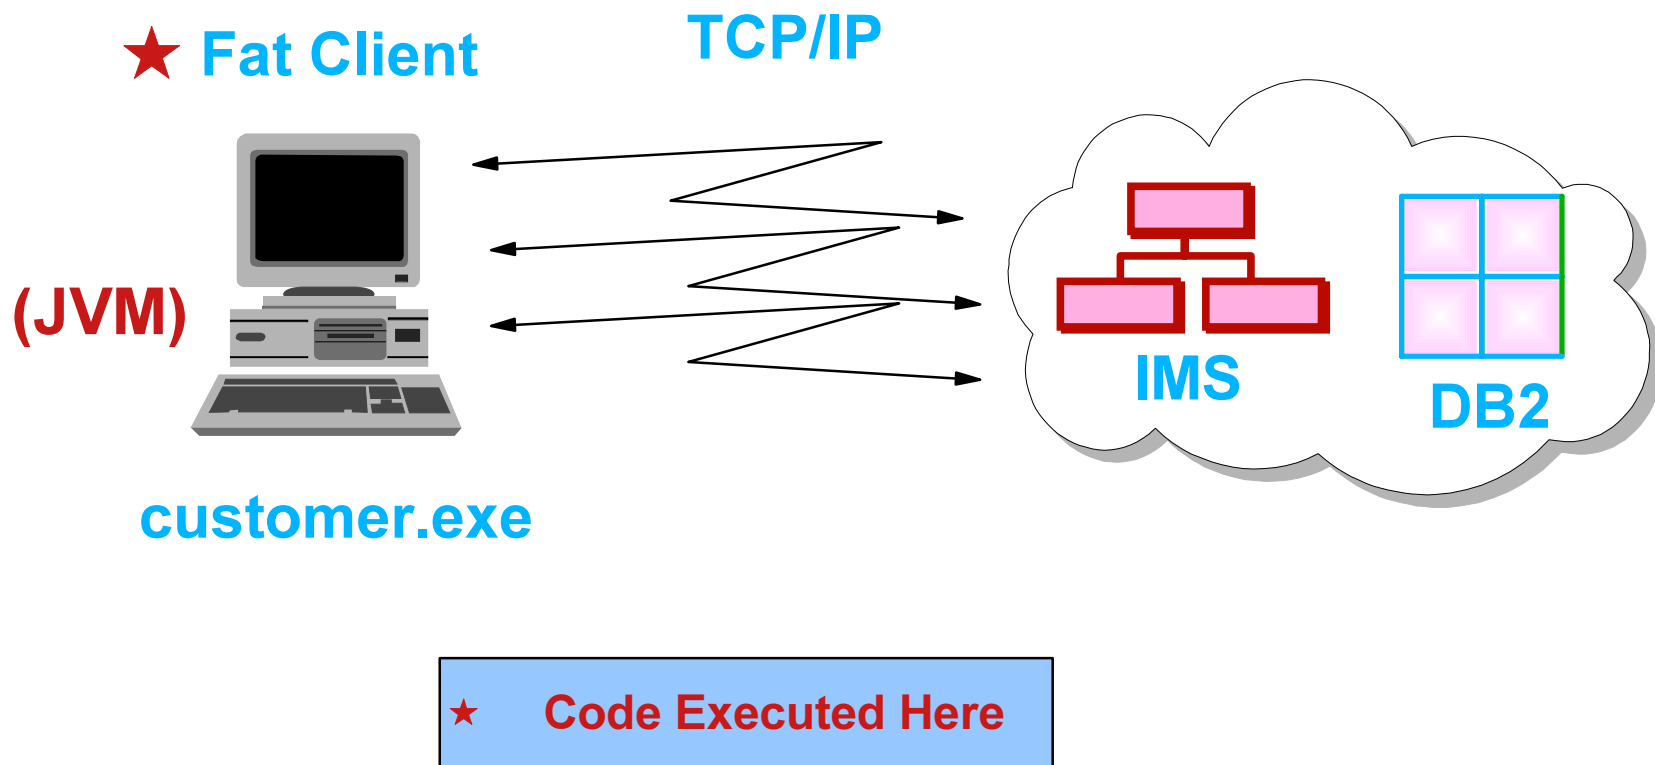 ★ Fat Client
TCP/IP
(JVM)
IMS
DB2
customer.exe
★ Code Executed Here